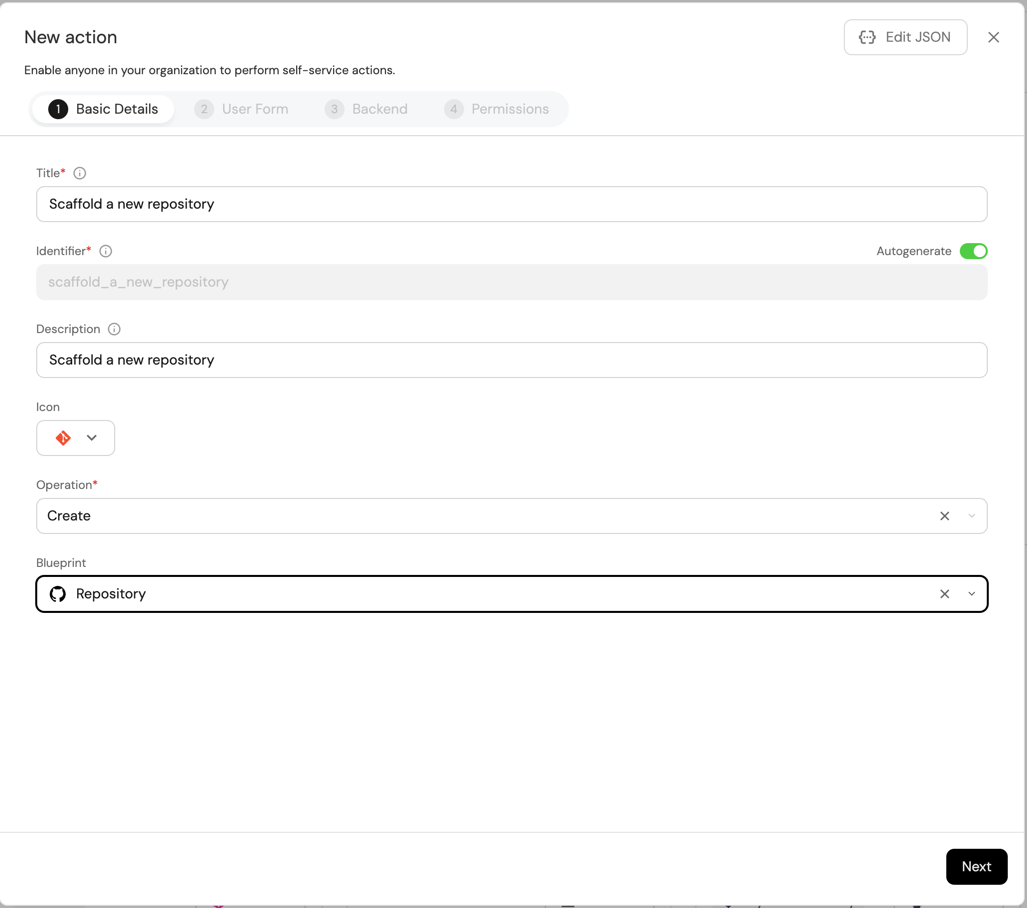 New action
Edit JSON
Enable anyone in your organization to perform self-service actions.
1 Basic Details
2 User Form
3 Backend
4 Permissions
Title*
Scaffold a new repository
Identifier*
Autogenerate
scaffold_a_new_repository
Description
Scaffold a new repository
Icon
Operation*
Create
Blueprint
Repository
Next